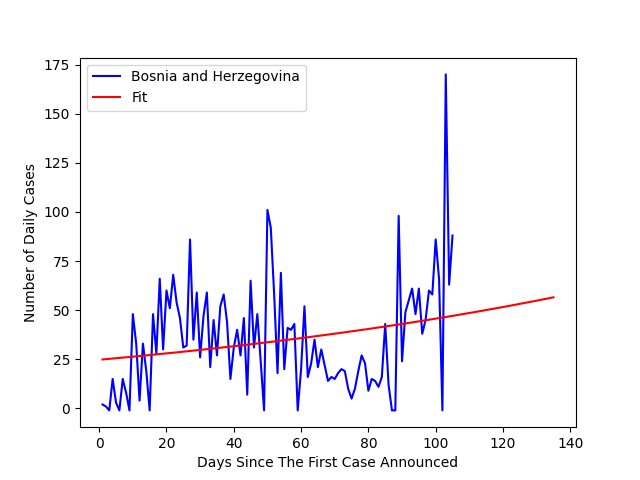 Bosnia and Herzegovina
Fit
175
150
125
100
75
50
25
0
Number of Daily Cases
0 20 40 60 80 100 120 140
Days Since The First Case Announced